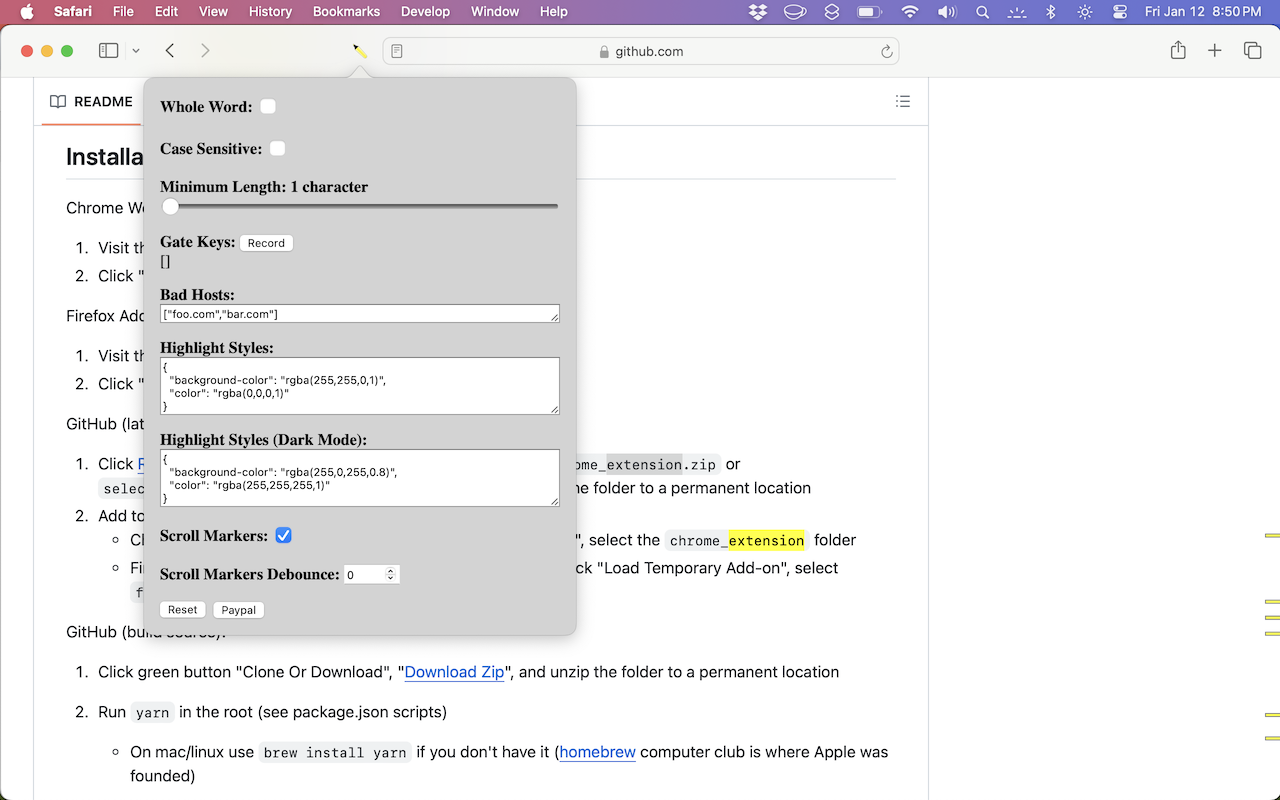 Safari File Edit View History Bookmarks Develop Window Help Fri Jan 12 8:50 PM
github.com
README
Installa
Chrome We
1. Visit th
2. Click "
Firefox Add
1. Visit th
2. Click "
GitHub (lat
1. Click R
ome_extension.zip or
selec
ne folder to a permanent location
2. Add to
", select the chrome_extension folder
ck "Load Temporary Add-on", select
f
GitHub (build source):
1. Click green button "Clone Or Download", "Download Zip", and unzip the folder to a permanent location
2. Run yarn in the root (see package.json scripts)
On mac/linux use brew install yarn if you don't have it (homebrew computer club is where Apple was
founded)
Whole Word:
Case Sensitive:
Minimum Length: 1 character
Gate Keys: Record
[]
Bad Hosts:
["foo.com","bar.com"]
Highlight Styles:
{
"background-color": "rgba(255,255,0,1)",
"color": "rgba(0,0,0,1)"
}
Highlight Styles (Dark Mode):
{
"background-color": "rgba(255,0,255,0.8)",
"color": "rgba(255,255,255,1)"
}
Scroll Markers:
Scroll Markers Debounce: 0
Reset Paypal